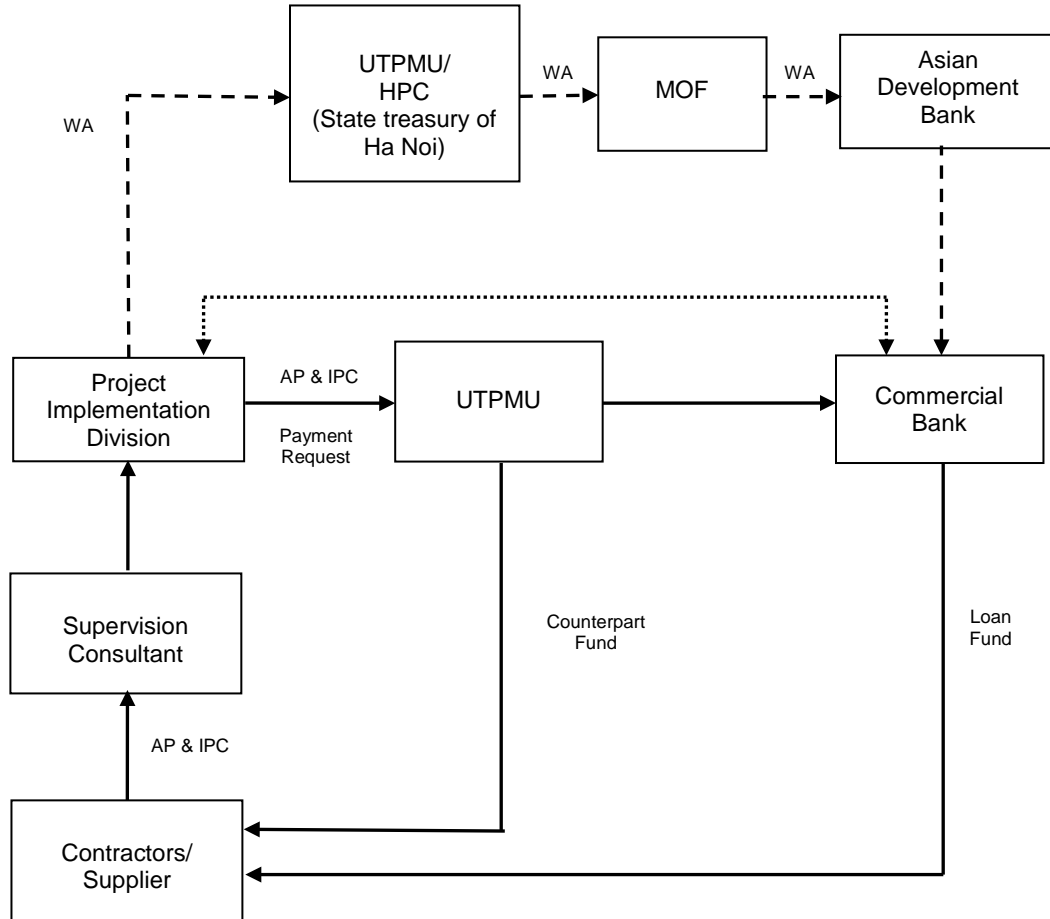 UTPMU/
HPC
(State treasury of
Ha Noi)
WA
MOF
WA
Asian
Development
Bank
WA
Project
Implementation
Division
AP & IPC
Payment
Request
UTPMU
Commercial
Bank
Supervision
Consultant
Counterpart
Fund
Loan
Fund
AP & IPC
Contractors/
Supplier